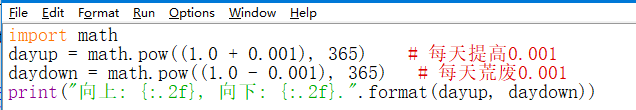 File Edit Format Run Options Window Help
import math
dayup = math.pow((1.0 + 0.001), 365)    # 每天提高0.001
daydown = math.pow((1.0 - 0.001), 365)   # 每天荒废0.001
print("向上: {:.2f}, 向下: {:.2f}.".format(dayup, daydown))